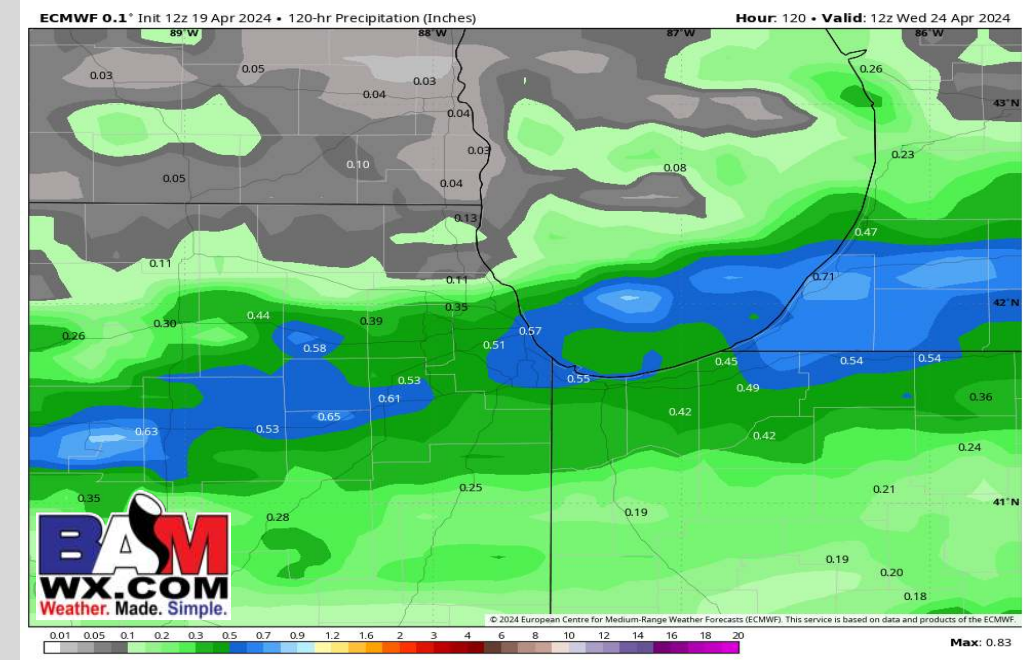 ECMWF 0.1° Init 12z 19 Apr 2024 • 120-hr Precipitation (Inches) Hour: 120 • Valid: 12z Wed 24 Apr 2024
89°W 88°W 87°W 86°W
0.03 0.05 0.03 0.26
0.04 43°N
0.04
0.03 0.23
0.10 0.08
0.05 0.04
0.13
0.47
0.11
0.11 0.71
0.35 42°N
0.26 0.30 0.44 0.39
0.58 0.51 0.57
0.45 0.54 0.54
0.53 0.55
0.61 0.49 0.36
0.65 0.42
0.63 0.53 0.42
0.24
0.25 0.21
0.35 41°N
0.28 0.19
0.19
0.20
0.18
BAM
WX.COM
Weather. Made. Simple.
© 2024 European Centre for Medium-Range Weather Forecasts (ECMWF). This service is based on data and products of the ECMWF.
0.01 0.05 0.1 0.2 0.3 0.5 0.7 0.9 1.2 1.6 2 3 4 6 8 10 12 14 16 18 20
Max: 0.83